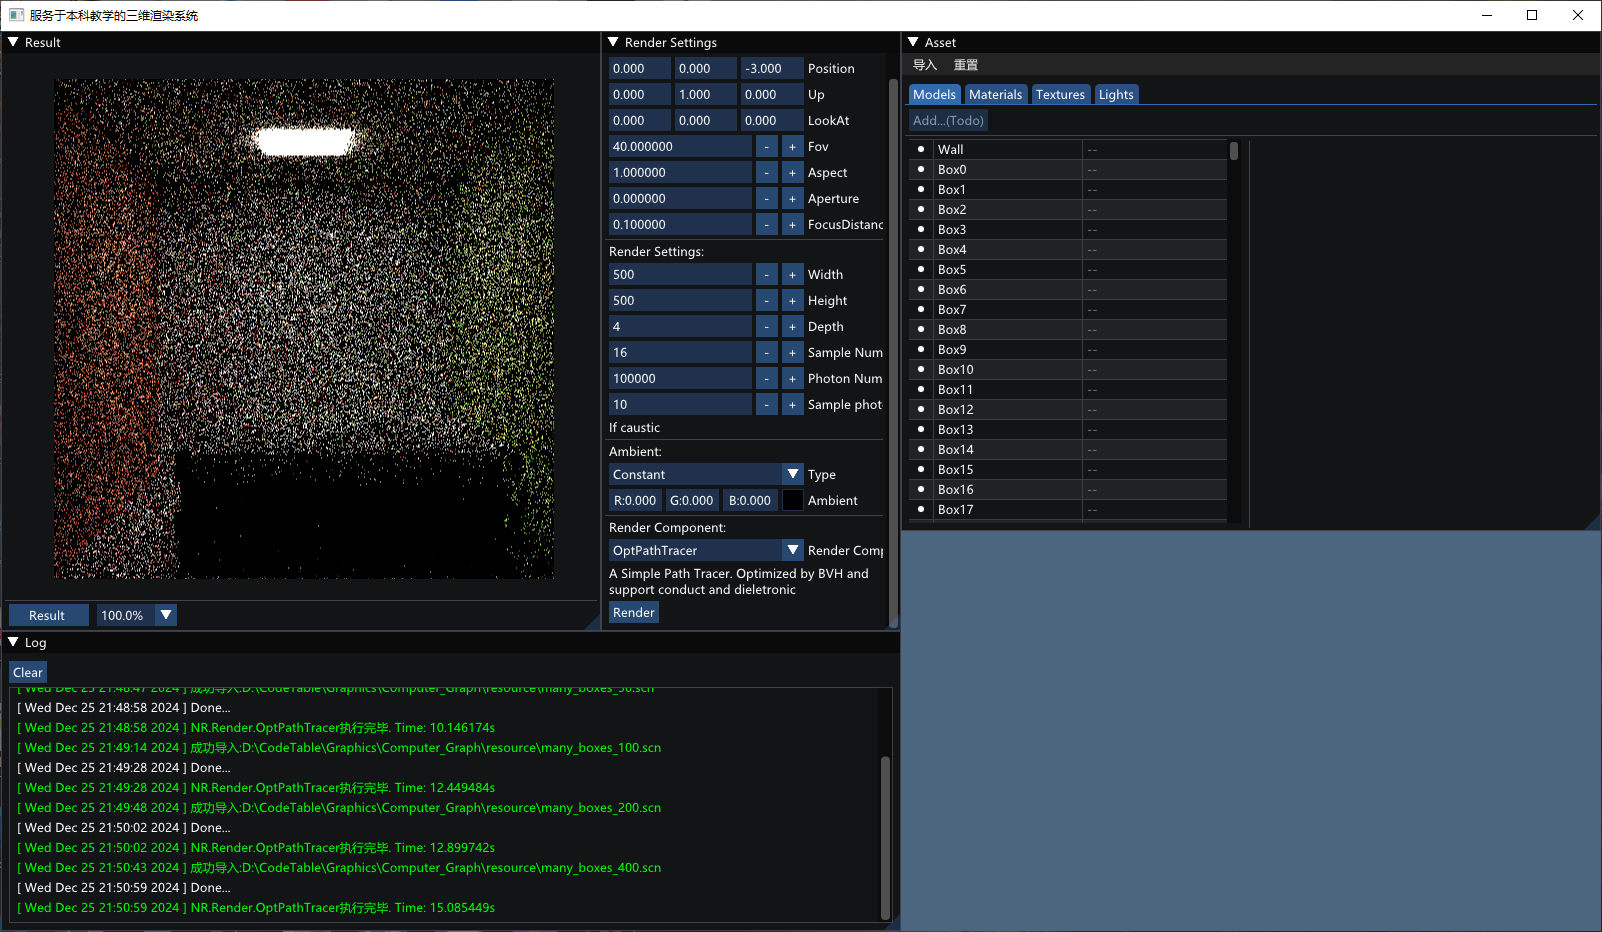 服务于本科教学的三维渲染系统
Result
Result
100.0%
Render Settings
0.000 0.000 -3.000 Position
0.000 1.000 0.000 Up
0.000 0.000 0.000 LookAt
40.000000 - + Fov
1.000000 - + Aspect
0.000000 - + Aperture
0.100000 - + FocusDistanc
Render Settings:
500 - + Width
500 - + Height
4 - + Depth
16 - + Sample Num
100000 - + Photon Num
10 - + Sample phot
If caustic
Ambient:
Constant Type
R:0.000 G:0.000 B:0.000 Ambient
Render Component:
OptPathTracer Render Comp
A Simple Path Tracer. Optimized by BVH and
support conduct and dieletronic
Render
Asset
导入 重置
Models Materials Textures Lights
Add...(Todo)
Wall --
Box0 --
Box1 --
Box2 --
Box3 --
Box4 --
Box5 --
Box6 --
Box7 --
Box8 --
Box9 --
Box10 --
Box11 --
Box12 --
Box13 --
Box14 --
Box15 --
Box16 --
Box17 --
Log
Clear
[ Wed Dec 25 21:48:47 2024 ] 成功导入:D:\CodeTable\Graphics\Computer_Graph\resource\many_boxes_50.scn
[ Wed Dec 25 21:48:58 2024 ] Done...
[ Wed Dec 25 21:48:58 2024 ] NR.Render.OptPathTracer执行完毕. Time: 10.146174s
[ Wed Dec 25 21:49:14 2024 ] 成功导入:D:\CodeTable\Graphics\Computer_Graph\resource\many_boxes_100.scn
[ Wed Dec 25 21:49:28 2024 ] Done...
[ Wed Dec 25 21:49:28 2024 ] NR.Render.OptPathTracer执行完毕. Time: 12.449484s
[ Wed Dec 25 21:49:48 2024 ] 成功导入:D:\CodeTable\Graphics\Computer_Graph\resource\many_boxes_200.scn
[ Wed Dec 25 21:50:02 2024 ] Done...
[ Wed Dec 25 21:50:02 2024 ] NR.Render.OptPathTracer执行完毕. Time: 12.899742s
[ Wed Dec 25 21:50:43 2024 ] 成功导入:D:\CodeTable\Graphics\Computer_Graph\resource\many_boxes_400.scn
[ Wed Dec 25 21:50:59 2024 ] Done...
[ Wed Dec 25 21:50:59 2024 ] NR.Render.OptPathTracer执行完毕. Time: 15.085449s